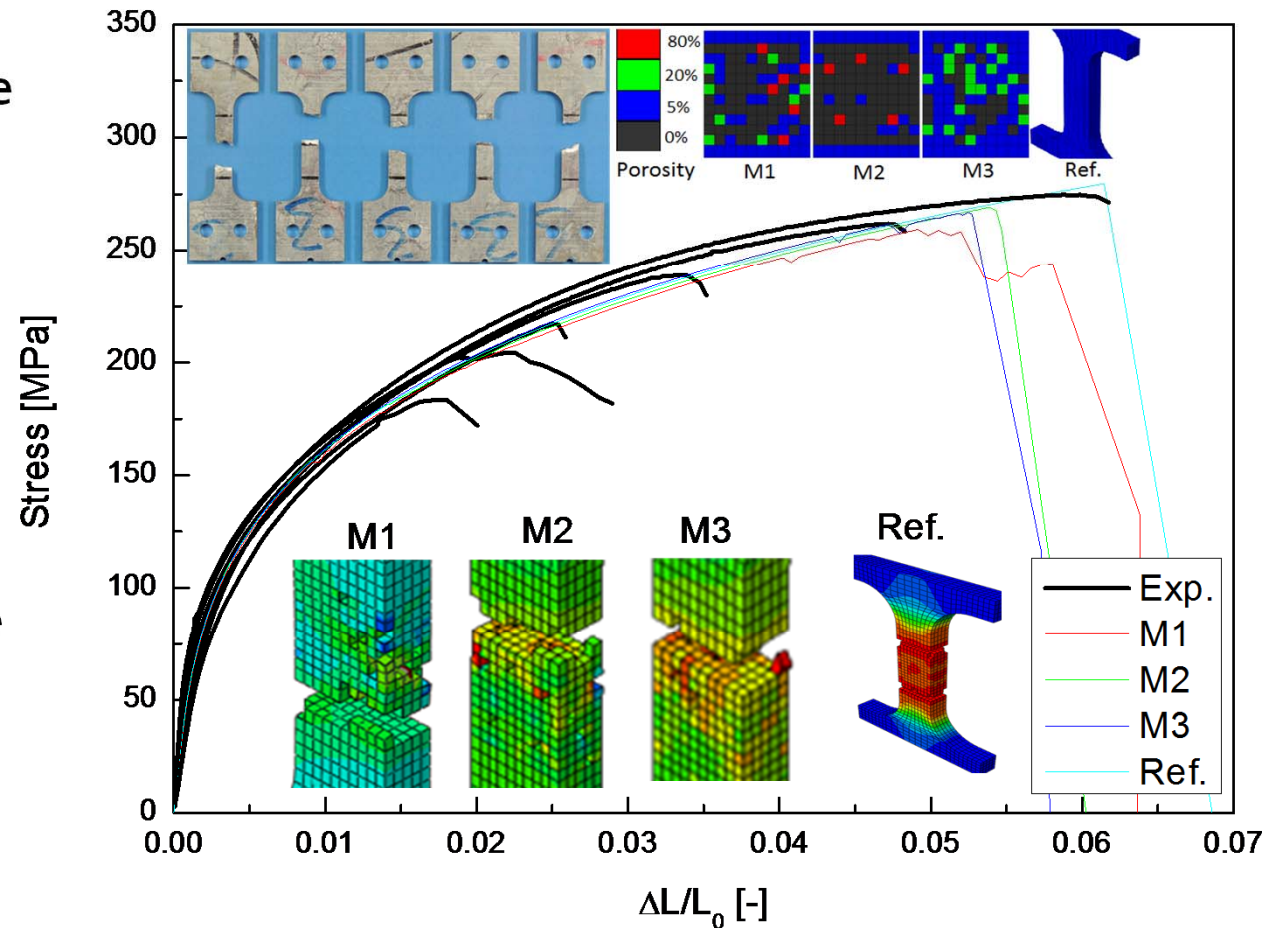 e
e
350
300
250
200
150
100
50
0
Stress [MPa]
80%
20%
5%
0%
Porosity M1 M2 M3 Ref.
M1 M2 M3 Ref.
Exp.
M1
M2
M3
Ref.
0.00 0.01 0.02 0.03 0.04 0.05 0.06 0.07
ΔL/L₀ [-]